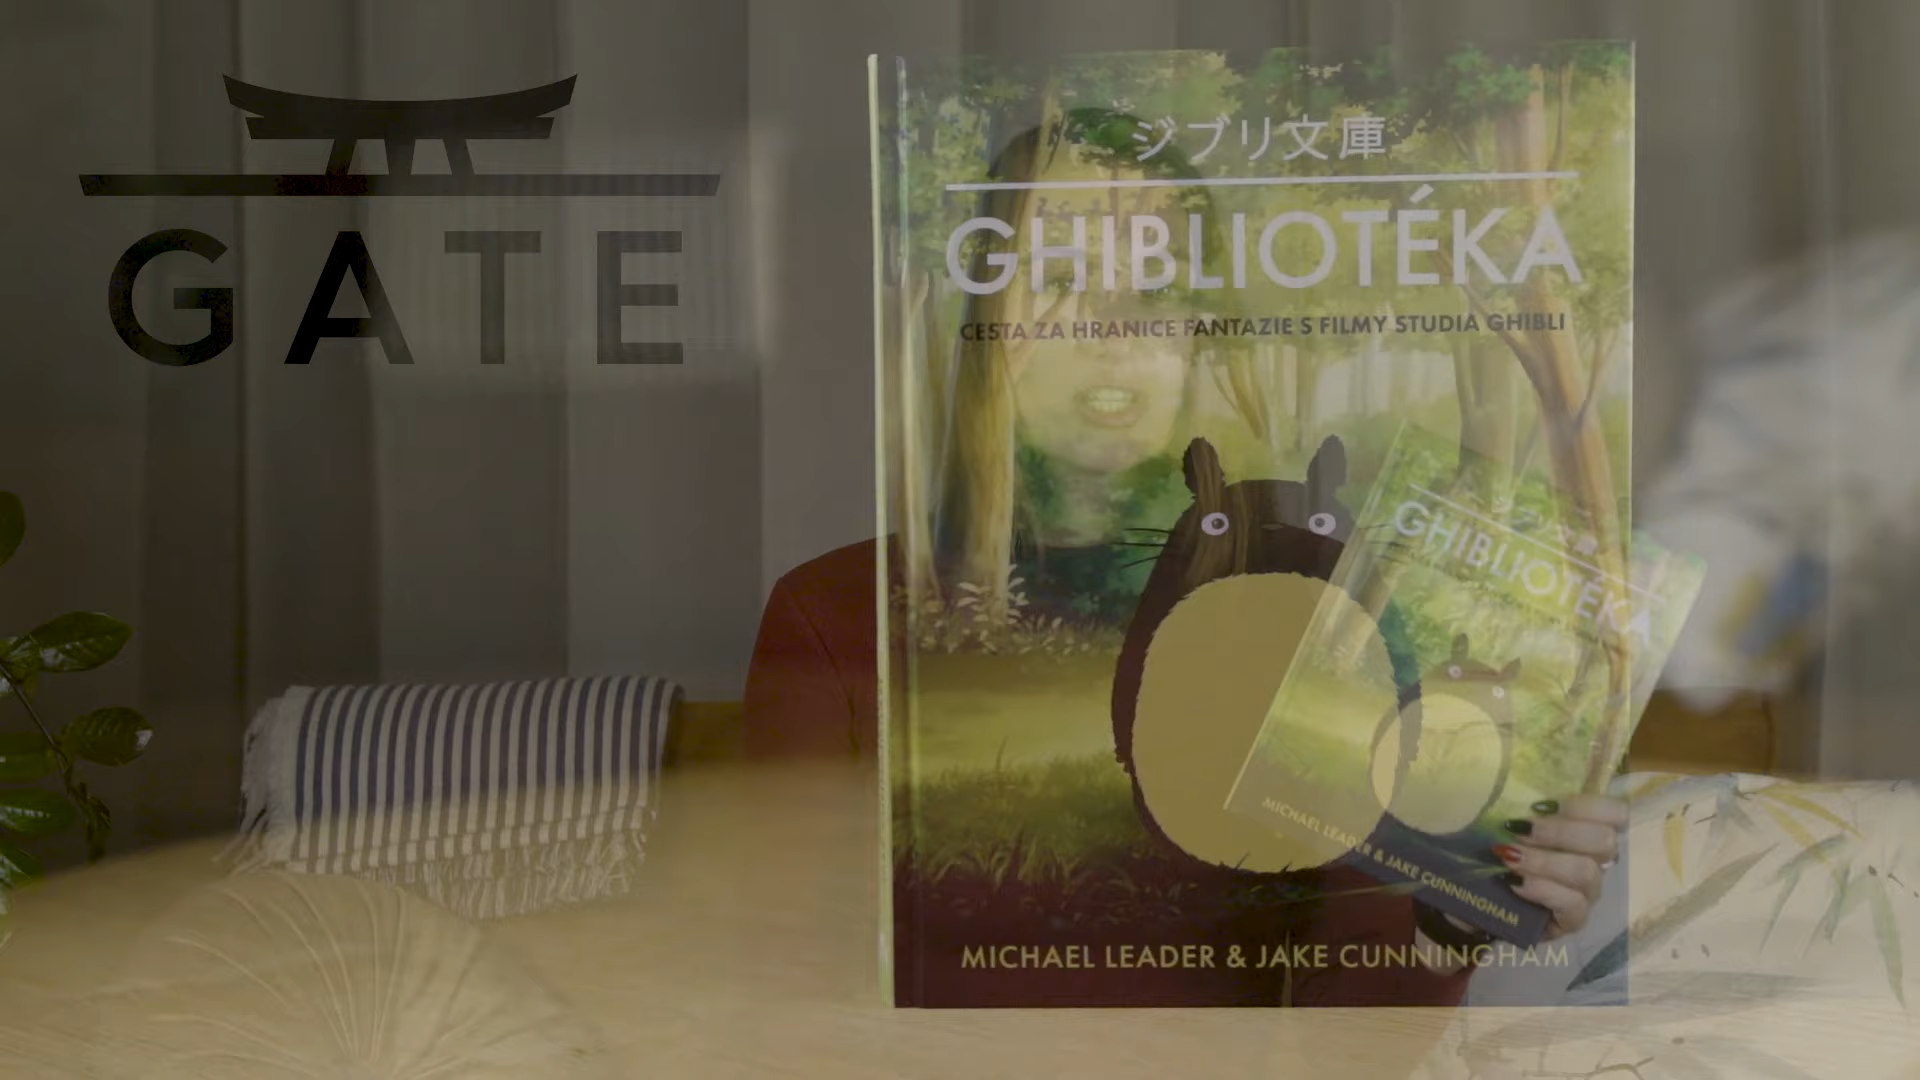 GATE
ジブリ文庫
GHIBLIOTÉKA
CESTA ZA HRANICE FANTAZIE S FILMY STUDIA GHIBLI
MICHAEL LEADER & JAKE CUNNINGHAM
GHIBLIOTÉKA
MICHAEL LEADER & JAKE CUNNINGHAM